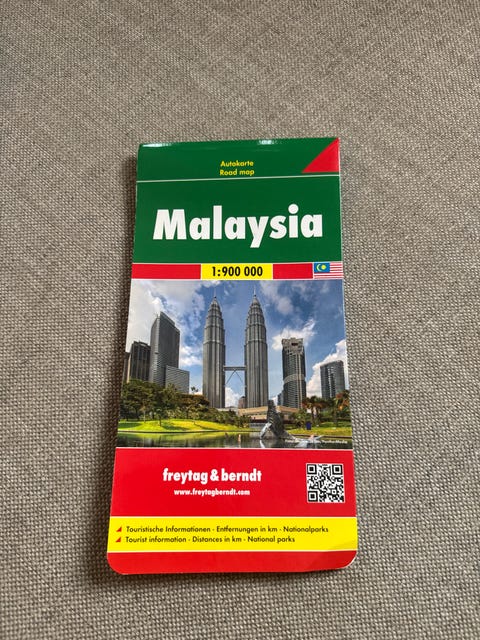 Autokarte
Road map
Malaysia
1:900 000
freytag & berndt
www.freytagberndt.com
Touristische Informationen · Entfernungen in km · Nationalparks
Tourist information · Distances in km · National parks